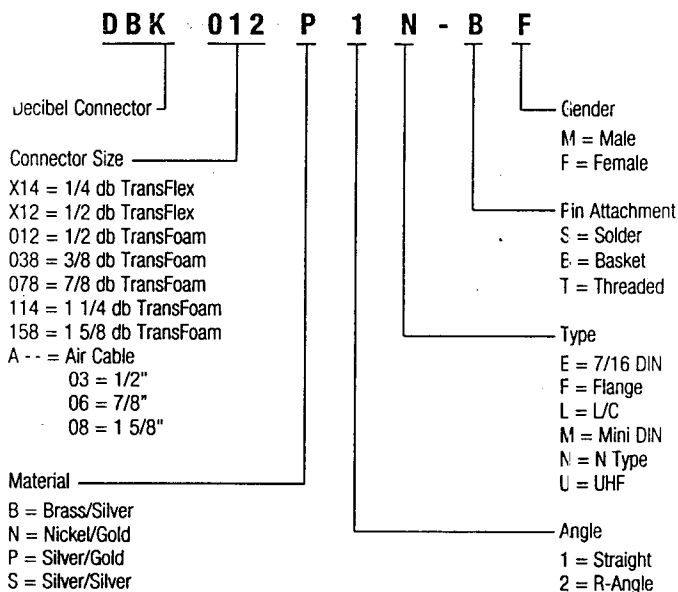 DBK 012 P 1 N - B F
Decibel Connector
Connector Size
X14 = 1/4 db TransFlex
X12 = 1/2 db TransFlex
012 = 1/2 db TransFoam
038 = 3/8 db TransFoam
078 = 7/8 db TransFoam
114 = 1 1/4 db TransFoam
158 = 1 5/8 db TransFoam
A - - = Air Cable
03 = 1/2"
06 = 7/8"
08 = 1 5/8"
Material
B = Brass/Silver
N = Nickel/Gold
P = Silver/Gold
S = Silver/Silver
Gender
M = Male
F = Female
Pin Attachment
S = Solder
B = Basket
T = Threaded
Type
E = 7/16 DIN
F = Flange
L = L/C
M = Mini DIN
N = N Type
U = UHF
Angle
1 = Straight
2 = R-Angle